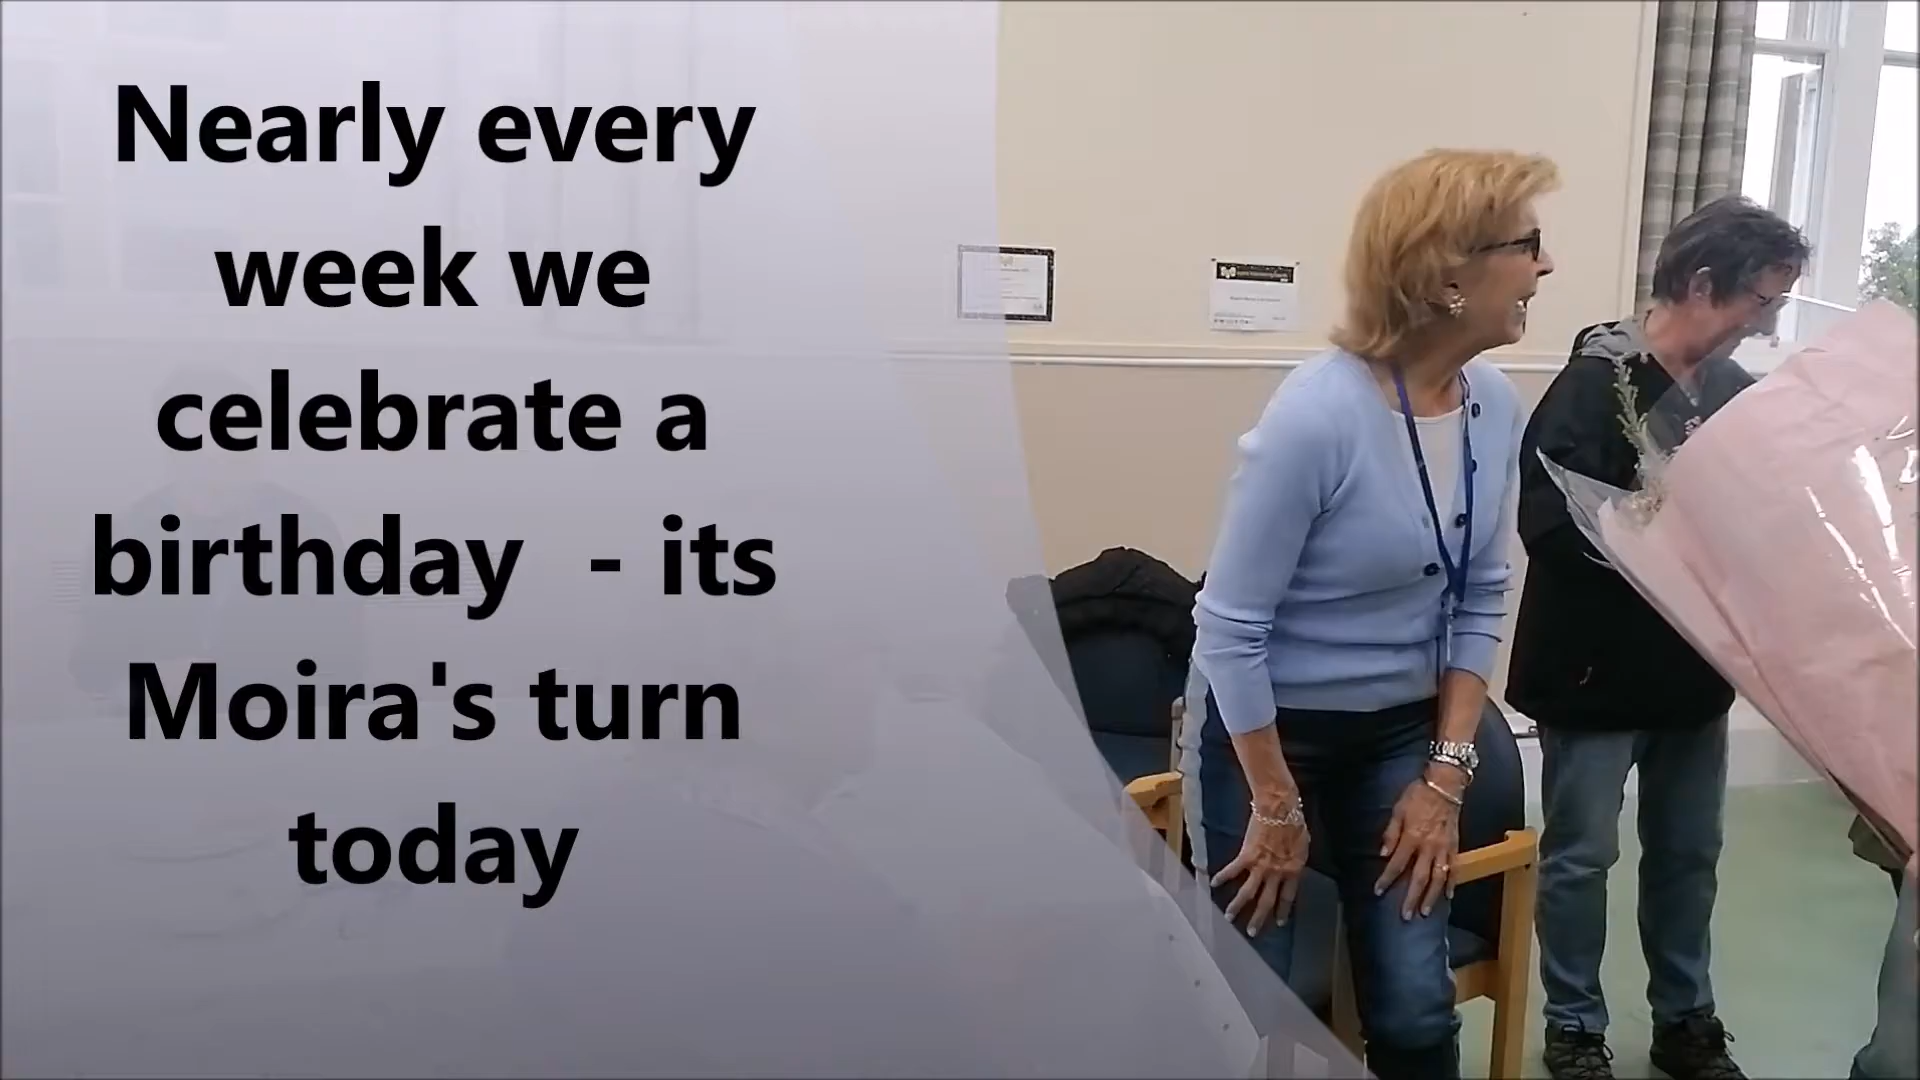 Nearly every
week we
celebrate a
birthday  - its
Moira's turn
today